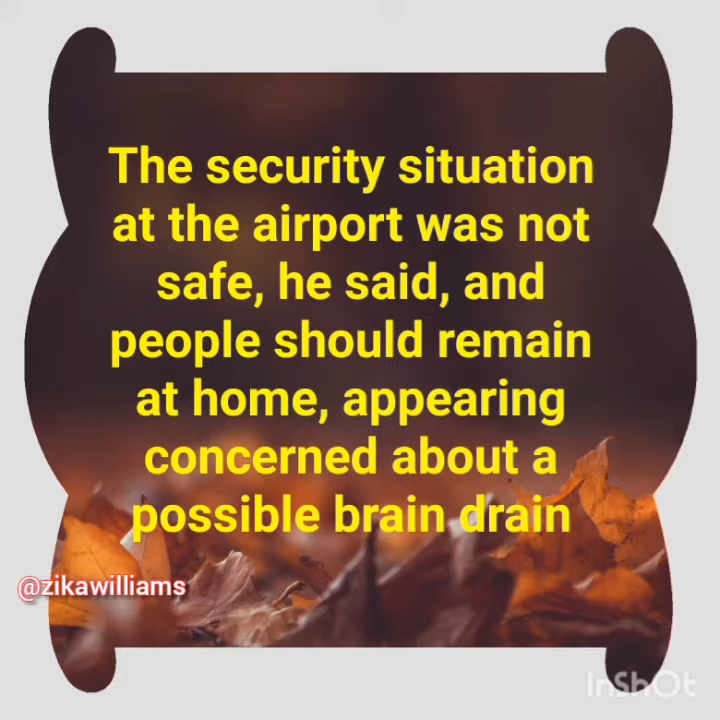 The security situation
at the airport was not
safe, he said, and
people should remain
at home, appearing
concerned about a
possible brain drain
@zikawilliams
InShOt